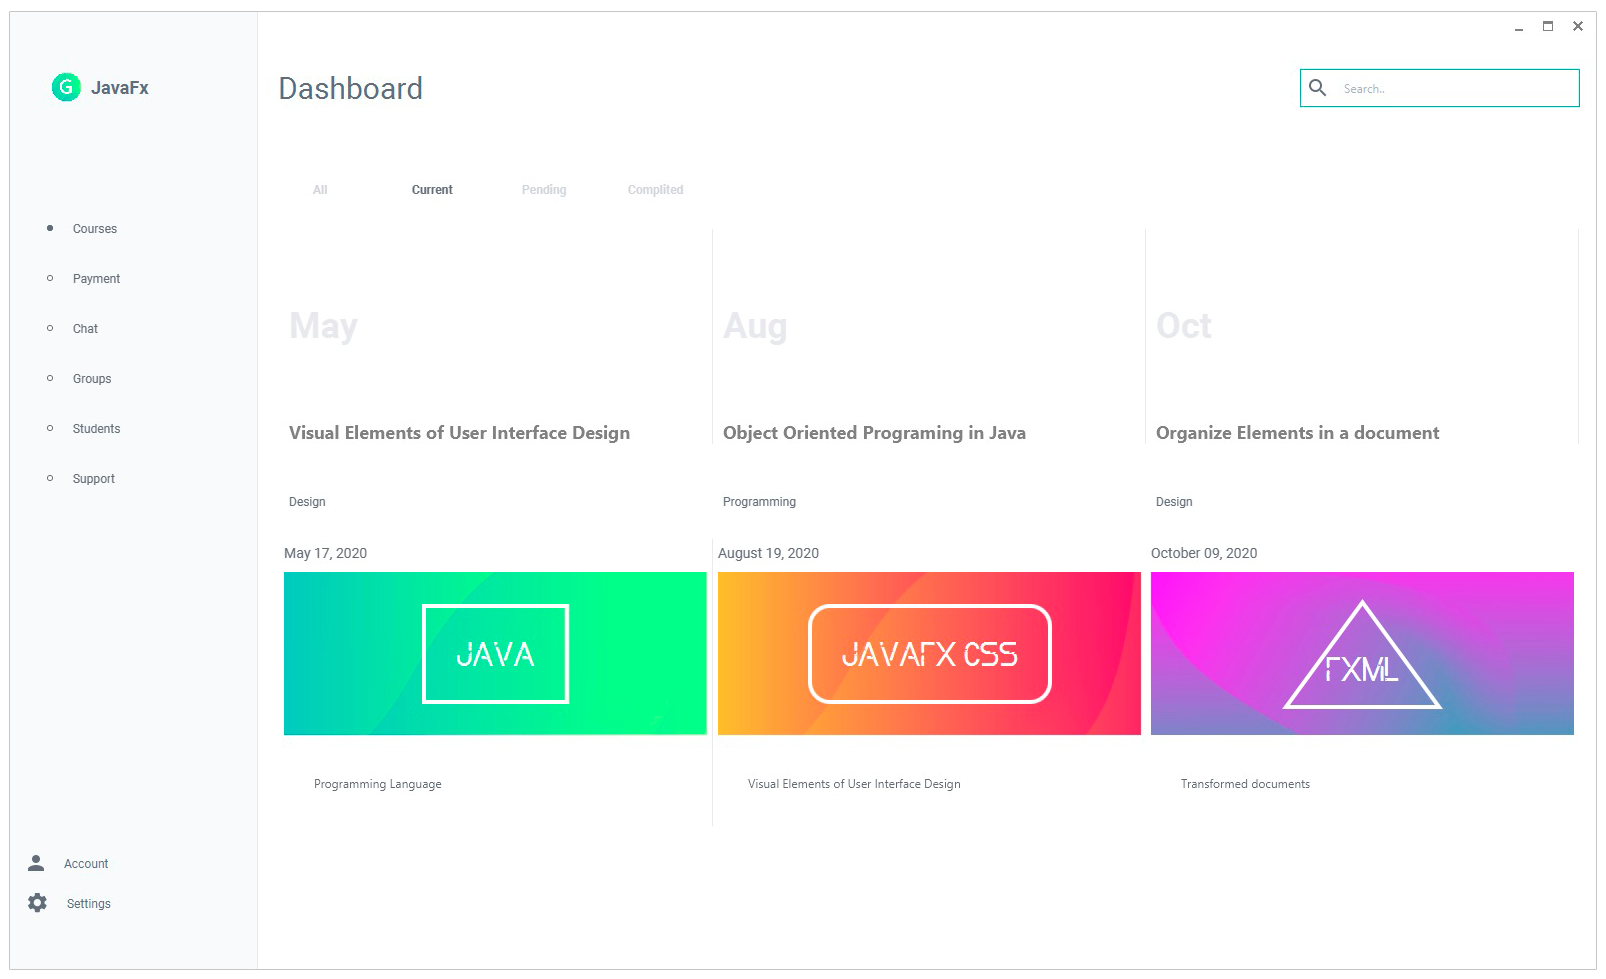 G JavaFx
Dashboard
Search..
All Current Pending Complited
Courses
Payment
Chat
Groups
Students
Support
May Aug Oct
Visual Elements of User Interface Design Object Oriented Programing in Java Organize Elements in a document
Design Programming Design
May 17, 2020 August 19, 2020 October 09, 2020
JAVA JAVAFX CSS FXML
Programming Language Visual Elements of User Interface Design Transformed documents
Account
Settings